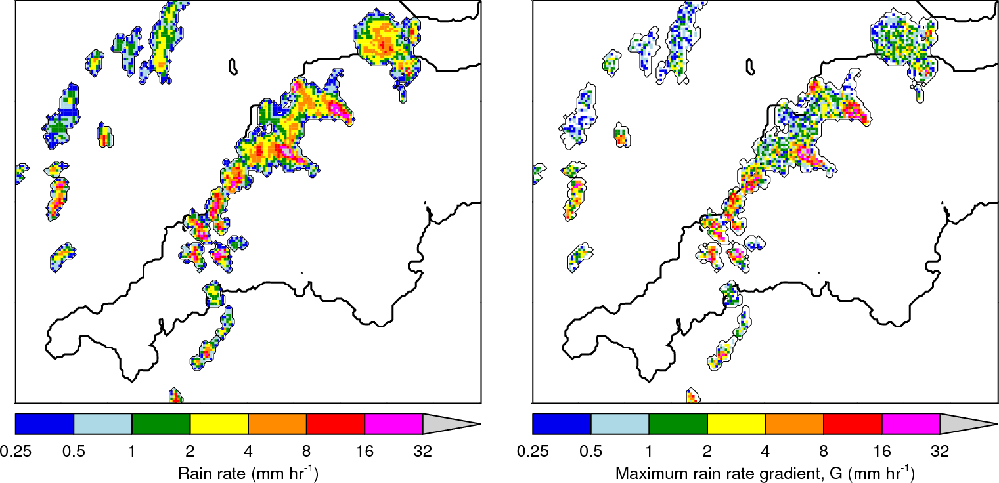 0.25 0.5 1 2 4 8 16 32
Rain rate (mm hr-1)
0.25 0.5 1 2 4 8 16 32
Maximum rain rate gradient, G (mm hr-1)